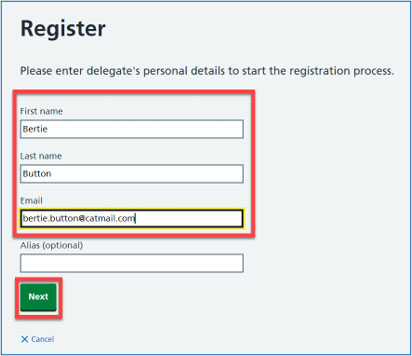 Register
Please enter delegate's personal details to start the registration process.
First name
Bertie
Last name
Button
Email
bertie.button@catmail.com
Alias (optional)
Next
Cancel